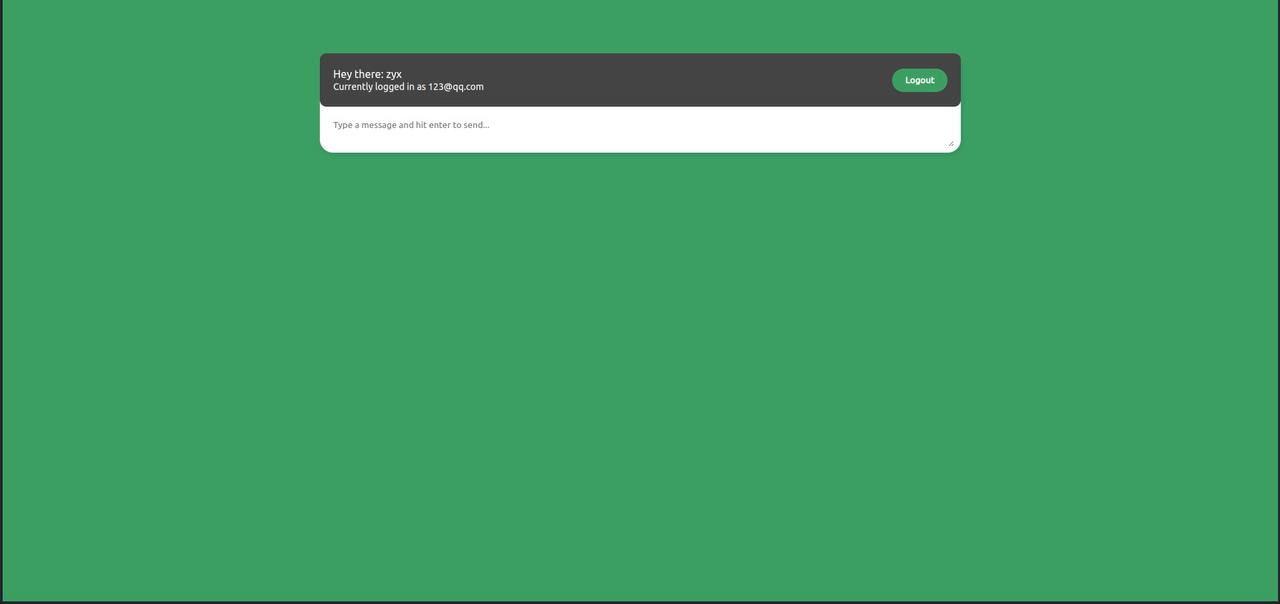 Hey there: zyx
Currently logged in as 123@qq.com
Logout
Type a message and hit enter to send...